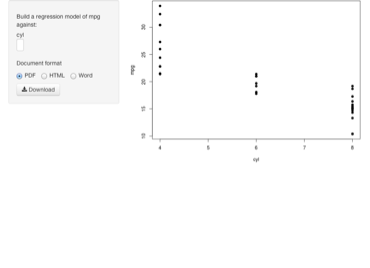 Build a regression model of mpg
against:
cyl
Document format
PDF HTML Word
Download
mpg
30
25
20
15
10
4 5 6 7 8
cyl